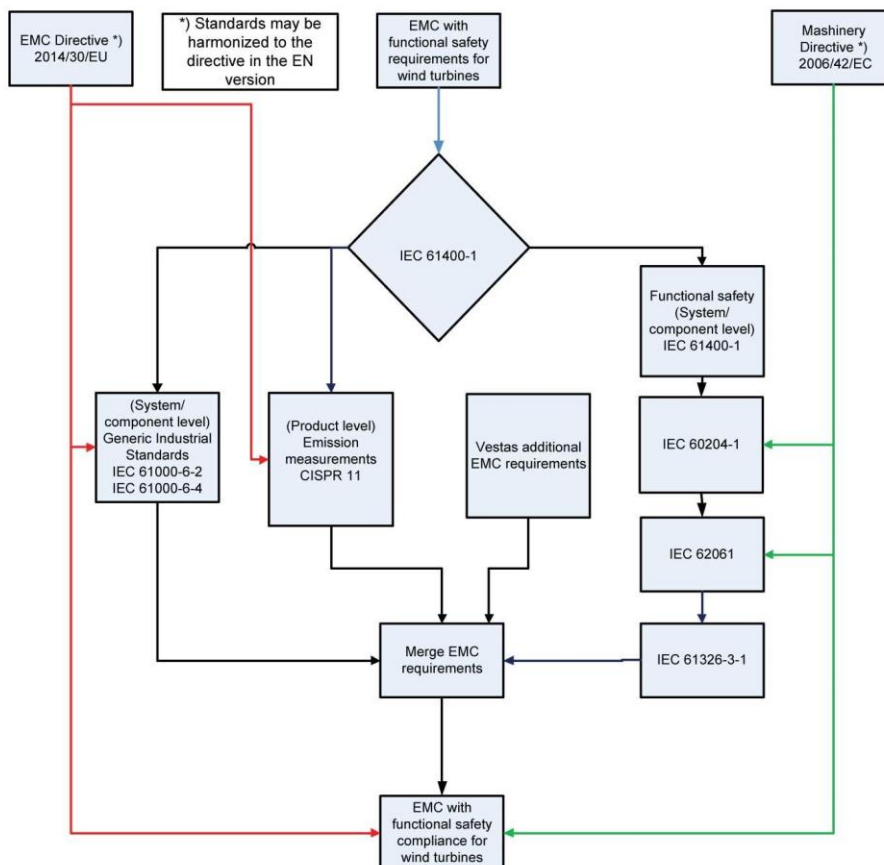 EMC Directive *)
2014/30/EU
*) Standards may be
harmonized to the
directive in the EN
version
EMC with
functional safety
requirements for
wind turbines
Mashinery
Directive *)
2006/42/EC
IEC 61400-1
Functional safety
(System/
component level)
IEC 61400-1
(System/
component level)
Generic Industrial
Standards
IEC 61000-6-2
IEC 61000-6-4
(Product level)
Emission
measurements
CISPR 11
Vestas additional
EMC requirements
IEC 60204-1
IEC 62061
Merge EMC
requirements
IEC 61326-3-1
EMC with
functional safety
compliance for
wind turbines